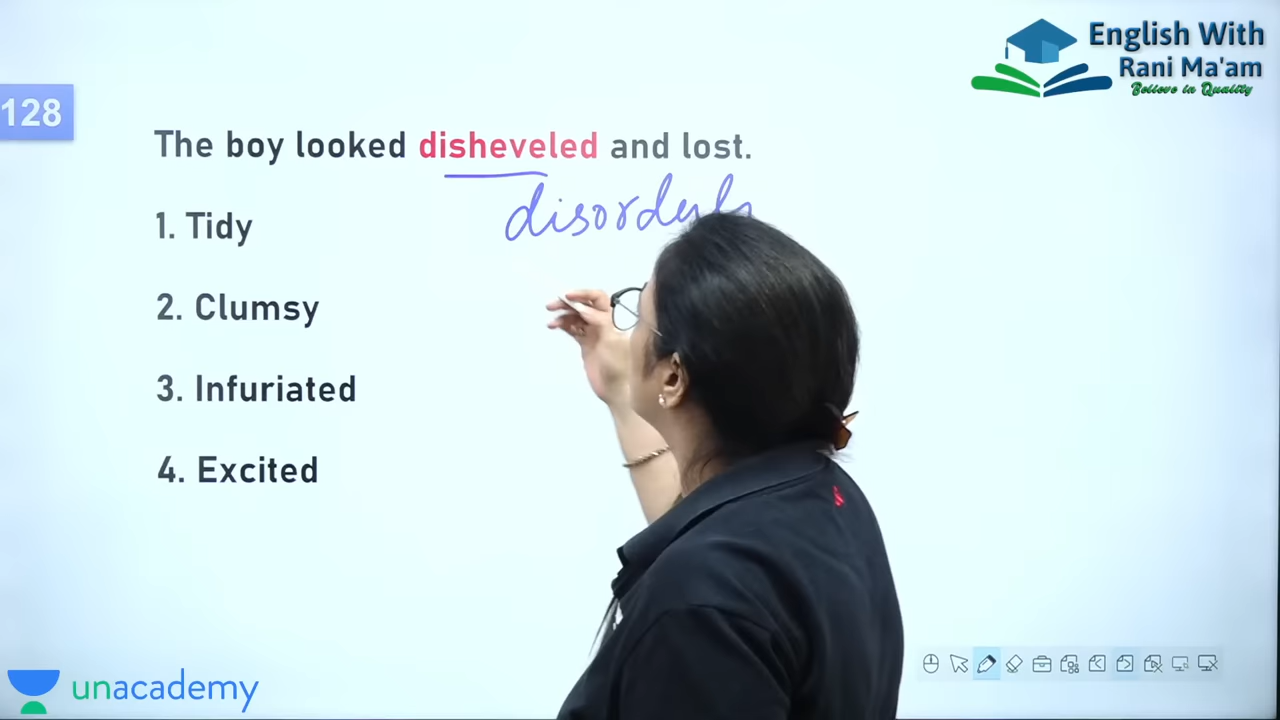 English With
Rani Ma'am
Believe in Quality
128
The boy looked disheveled and lost.
1. Tidy
2. Clumsy
3. Infuriated
4. Excited
unacademy